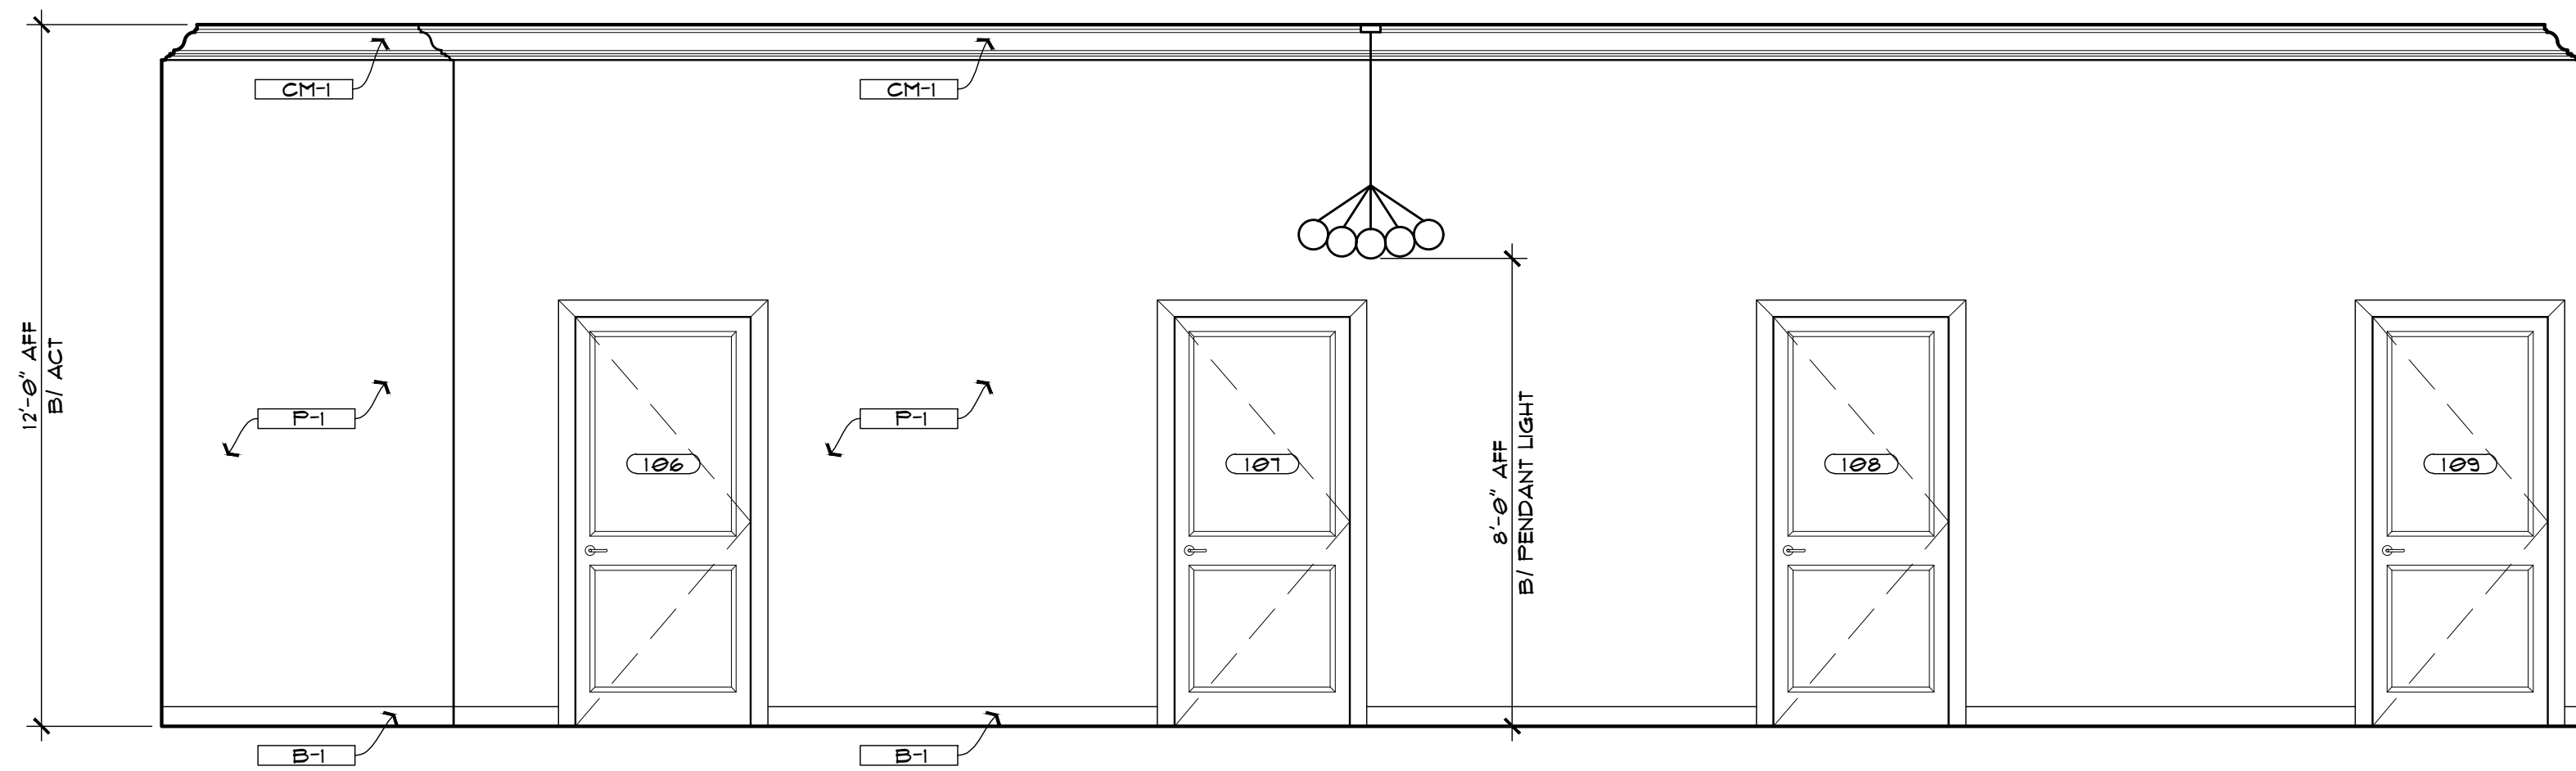 CM-1
CM-1
12'-0" AFF
B/ ACT
P-1
P-1
8'-0" AFF
B/ PENDANT LIGHT
106
107
108
109
B-1
B-1